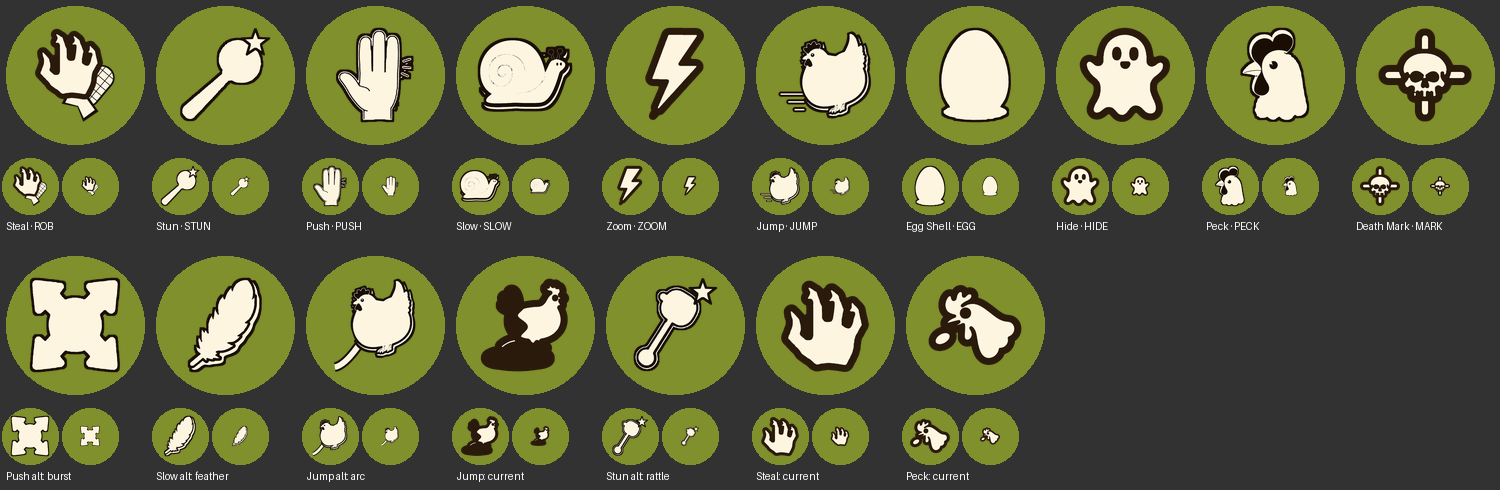 Steal · ROB
Stun · STUN
Push · PUSH
Slow · SLOW
Zoom · ZOOM
Jump · JUMP
Egg Shell · EGG
Hide · HIDE
Peck · PECK
Death Mark · MARK
Push alt: burst
Slow alt: feather
Jump alt: arc
Jump: current
Stun alt: rattle
Steal: current
Peck: current